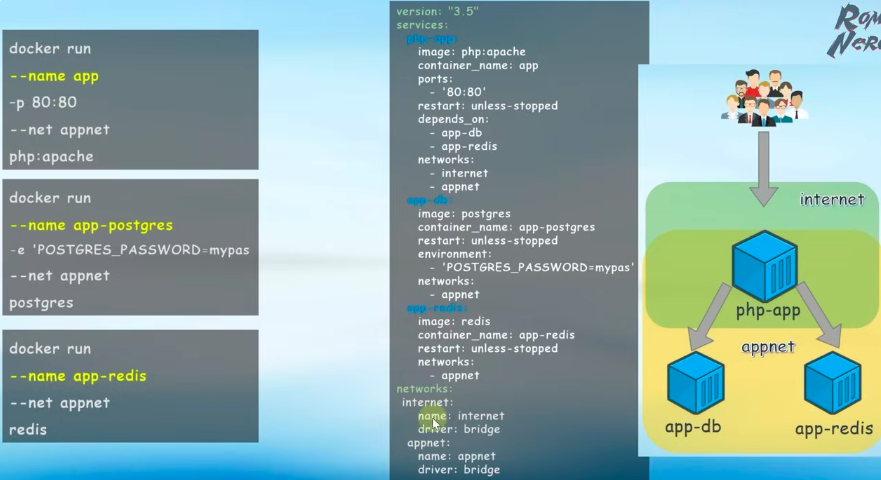 docker run
--name app
-p 80:80
--net appnet
php:apache
docker run
--name app-postgres
-e 'POSTGRES_PASSWORD=mypas
--net appnet
postgres
docker run
--name app-redis
--net appnet
redis
version: "3.5"
services:
php-app:
image: php:apache
container_name: app
ports:
- '80:80'
restart: unless-stopped
depends_on:
- app-db
- app-redis
networks:
- internet
- appnet
app-db:
image: postgres
container_name: app-postgres
restart: unless-stopped
environment:
- 'POSTGRES_PASSWORD=mypas'
networks:
- appnet
app-redis:
image: redis
container_name: app-redis
restart: unless-stopped
networks:
- appnet
networks:
internet:
name: internet
driver: bridge
appnet:
name: appnet
driver: bridge
internet
php-app
appnet
app-db
app-redis